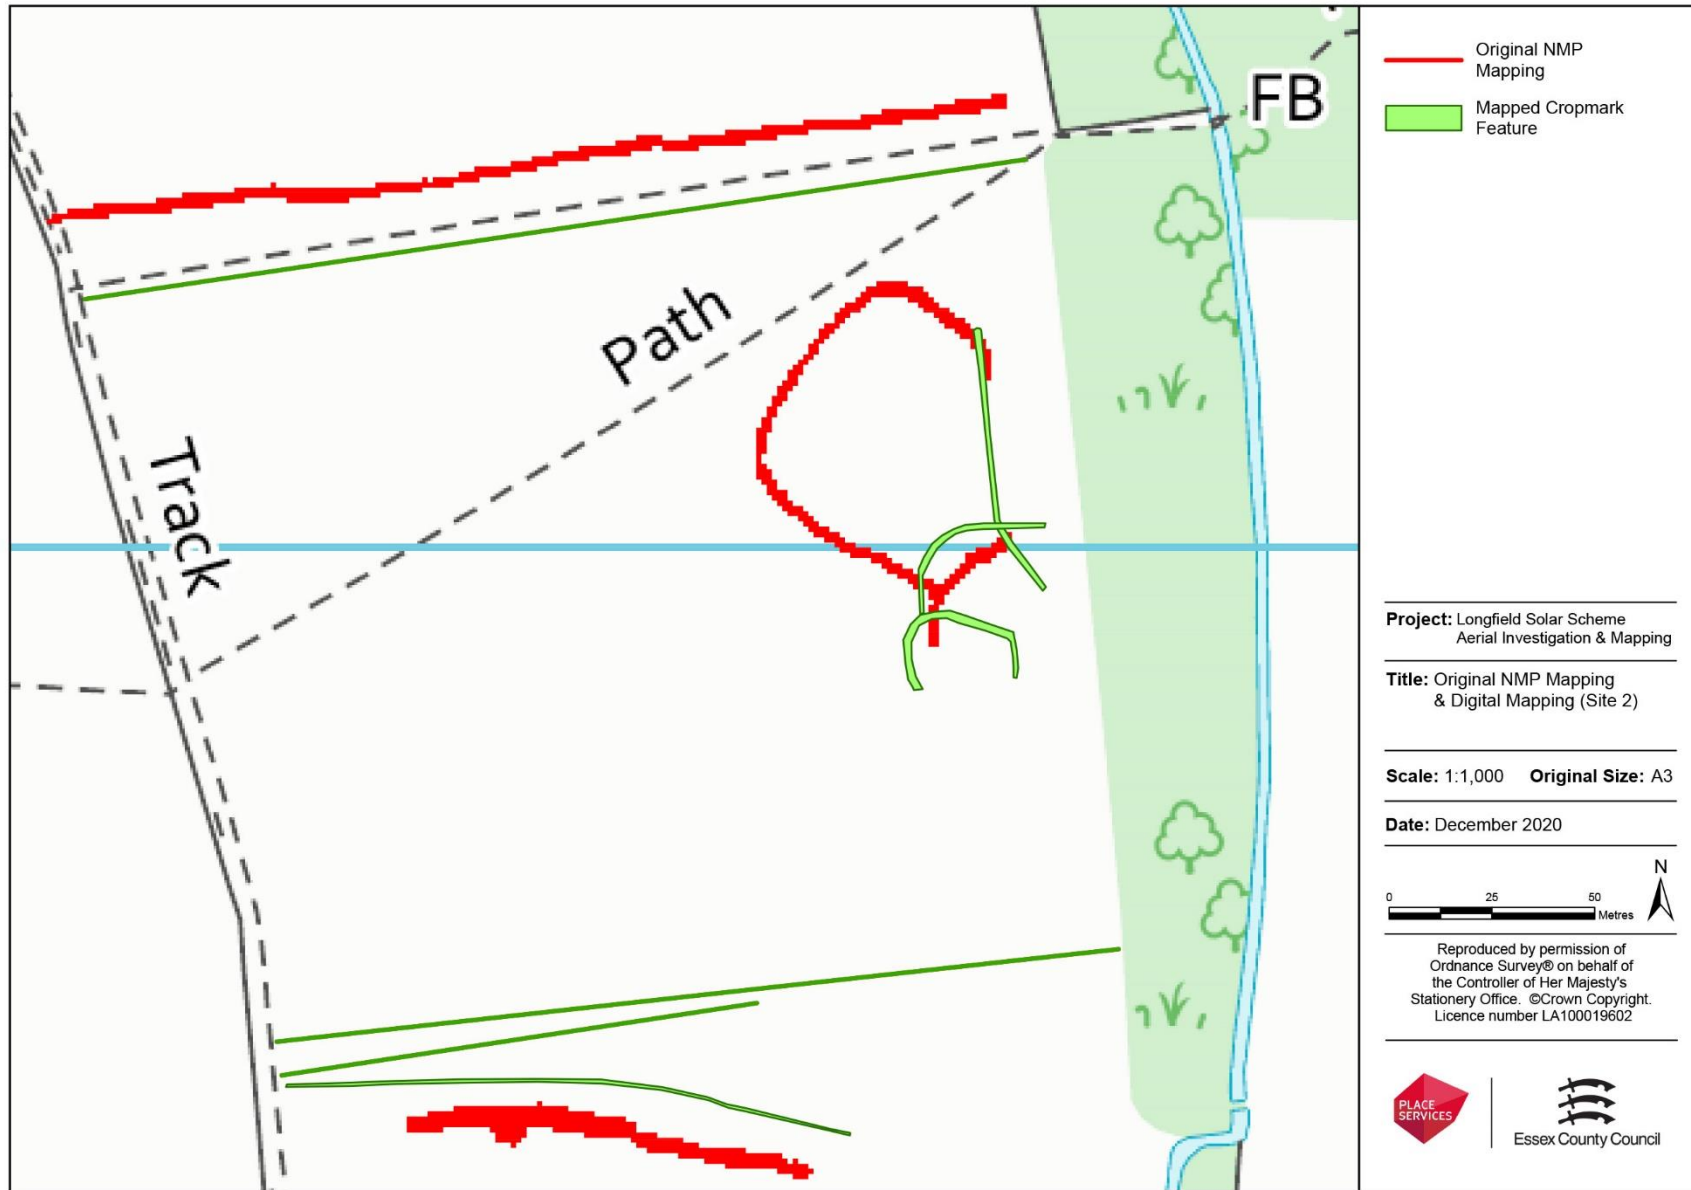 FB
Path
Track
Original NMP
Mapping
Mapped Cropmark
Feature
Project: Longfield Solar Scheme
Aerial Investigation & Mapping
Title: Original NMP Mapping
& Digital Mapping (Site 2)
Scale: 1:1,000 Original Size: A3
Date: December 2020
N
0 25 50
Metres
Reproduced by permission of
Ordnance Survey® on behalf of
the Controller of Her Majesty's
Stationery Office. ©Crown Copyright.
Licence number LA100019602
PLACE
SERVICES
Essex County Council